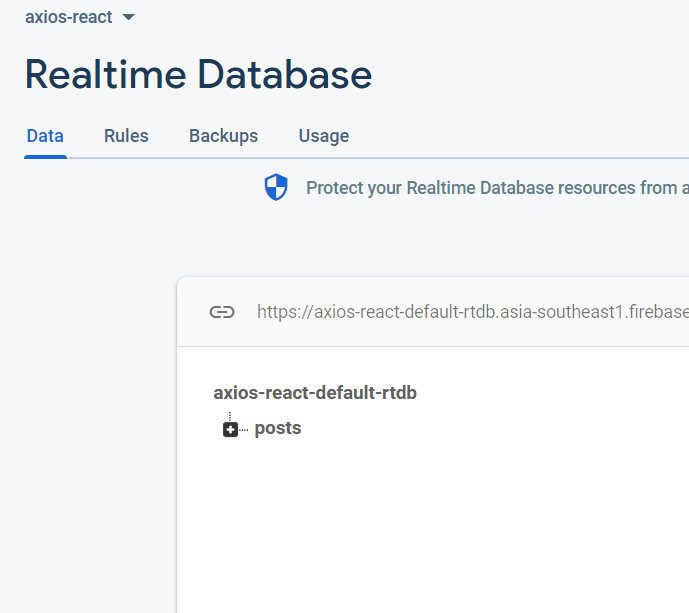 axios-react
Realtime Database
Data Rules Backups Usage
Protect your Realtime Database resources from a
https://axios-react-default-rtdb.asia-southeast1.firebase
axios-react-default-rtdb
posts